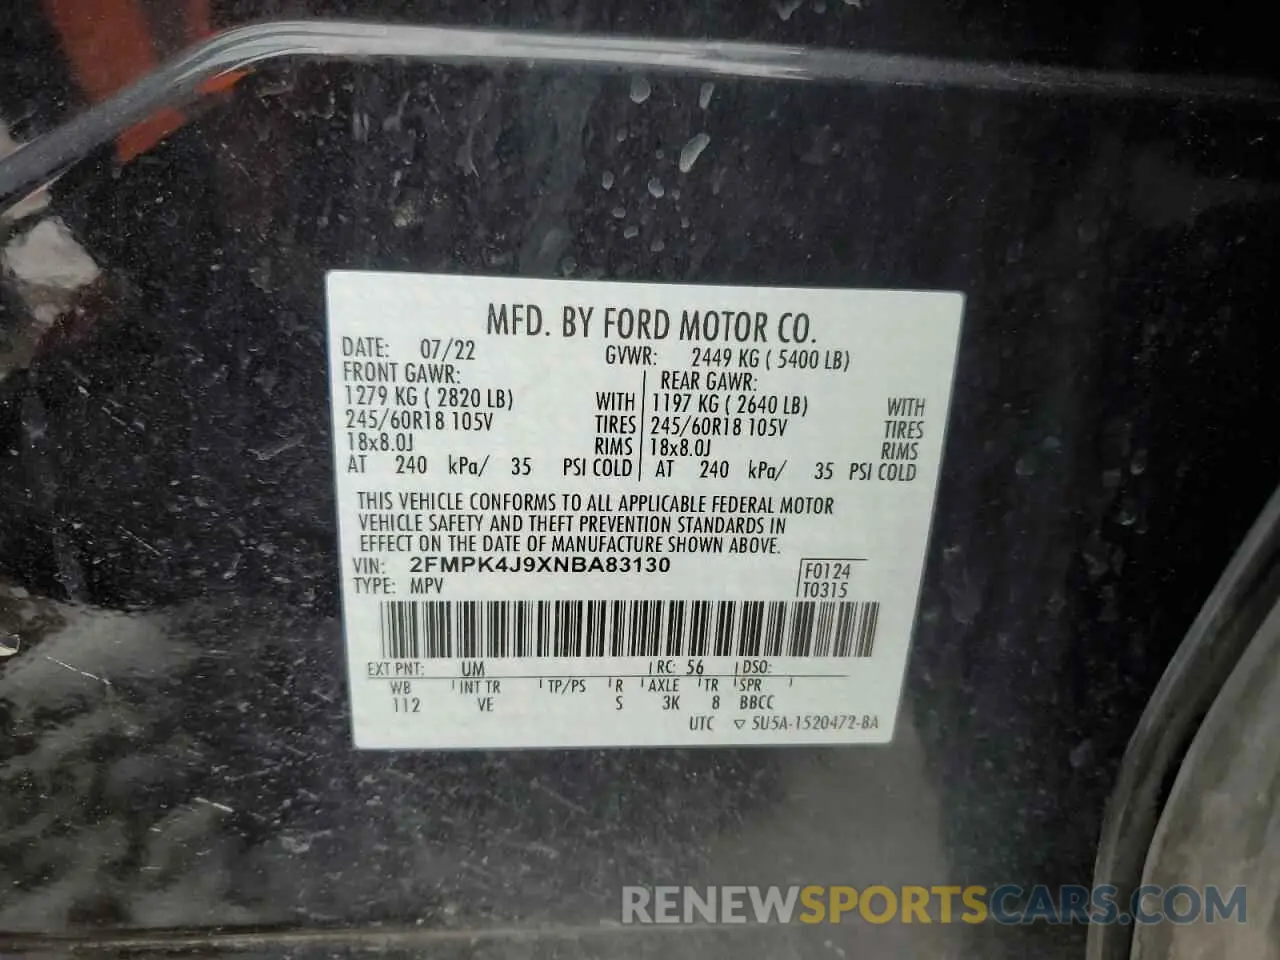 MFD. BY FORD MOTOR CO.
DATE: 07/22 GVWR: 2449 KG ( 5400 LB)
FRONT GAWR: REAR GAWR:
1279 KG ( 2820 LB) WITH 1197 KG ( 2640 LB) WITH
245/60R18 105V TIRES 245/60R18 105V TIRES
18x8.0J RIMS 18x8.0J RIMS
AT 240 kPa/ 35 PSI COLD AT 240 kPa/ 35 PSI COLD
THIS VEHICLE CONFORMS TO ALL APPLICABLE FEDERAL MOTOR
VEHICLE SAFETY AND THEFT PREVENTION STANDARDS IN
EFFECT ON THE DATE OF MANUFACTURE SHOWN ABOVE.
VIN: 2FMPK4J9XNBA83130 F0124
TYPE: MPV T0315
EXT PNT: UM RC: 56 DSO:
WB INT TR TP/PS R AXLE TR SPR
112 VE S 3K 8 BBCC
UTC ▽ 5U5A-1520472-BA
RENEWSPORTSCARS.COM